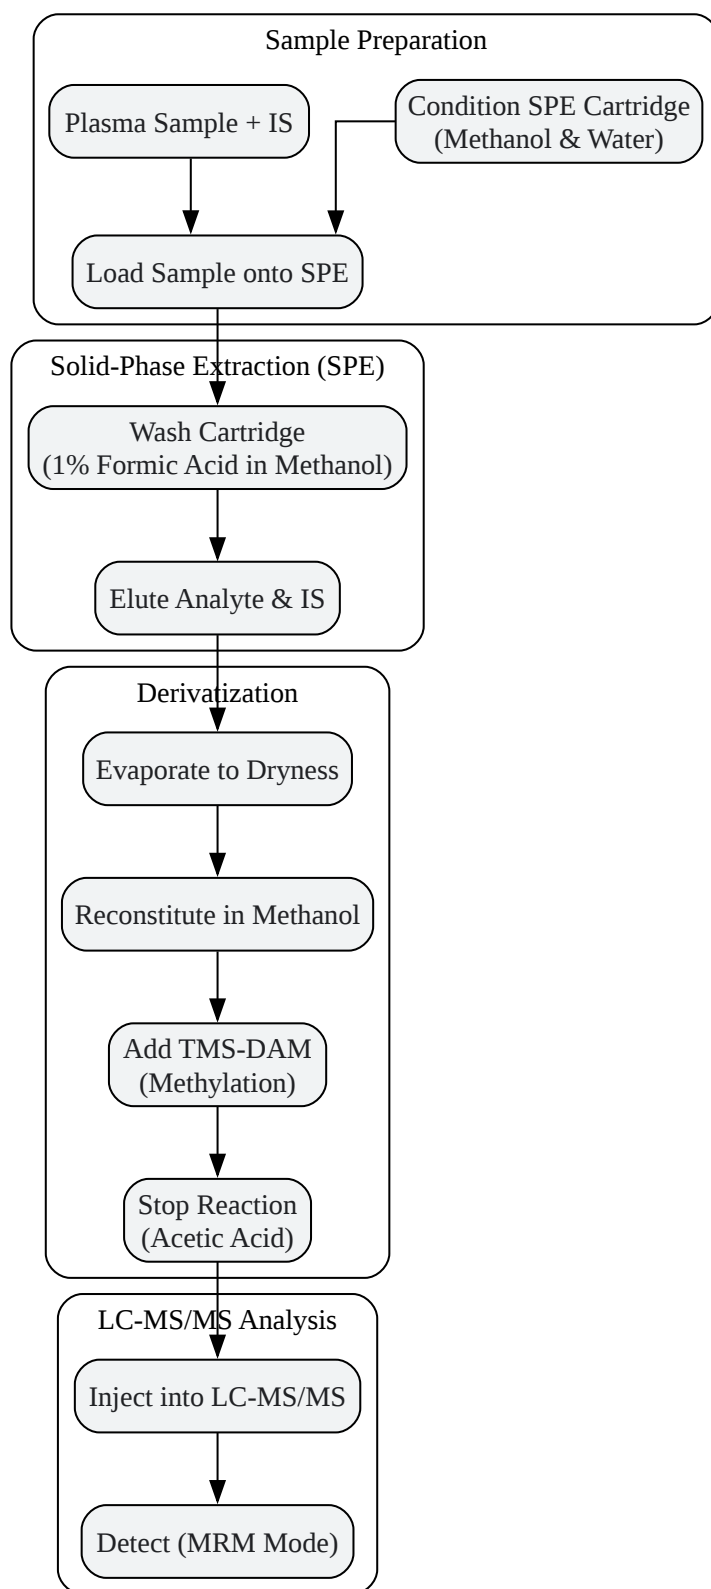 Sample Preparation
Plasma Sample + IS
Condition SPE Cartridge
(Methanol & Water)
Load Sample onto SPE
Solid-Phase Extraction (SPE)
Wash Cartridge
(1% Formic Acid in Methanol)
Elute Analyte & IS
Derivatization
Evaporate to Dryness
Reconstitute in Methanol
Add TMS-DAM
(Methylation)
Stop Reaction
(Acetic Acid)
LC-MS/MS Analysis
Inject into LC-MS/MS
Detect (MRM Mode)